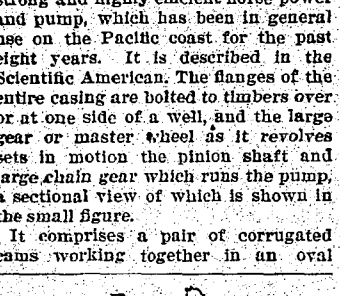 strong and highly efficient horse power
and pump, which has been in general
use on the Pacific coast for the past
eight years. It is described in the
Scientific American. The flanges of the
entire casing are bolted to timbers over
or at one side of a well, and the large
gear or master wheel as it revolves
sets in motion the pinion shaft and
large chain gear which runs the pump,
a sectional view of which is shown in
the small figure.
It comprises a pair of corrugated
cams working together in an oval